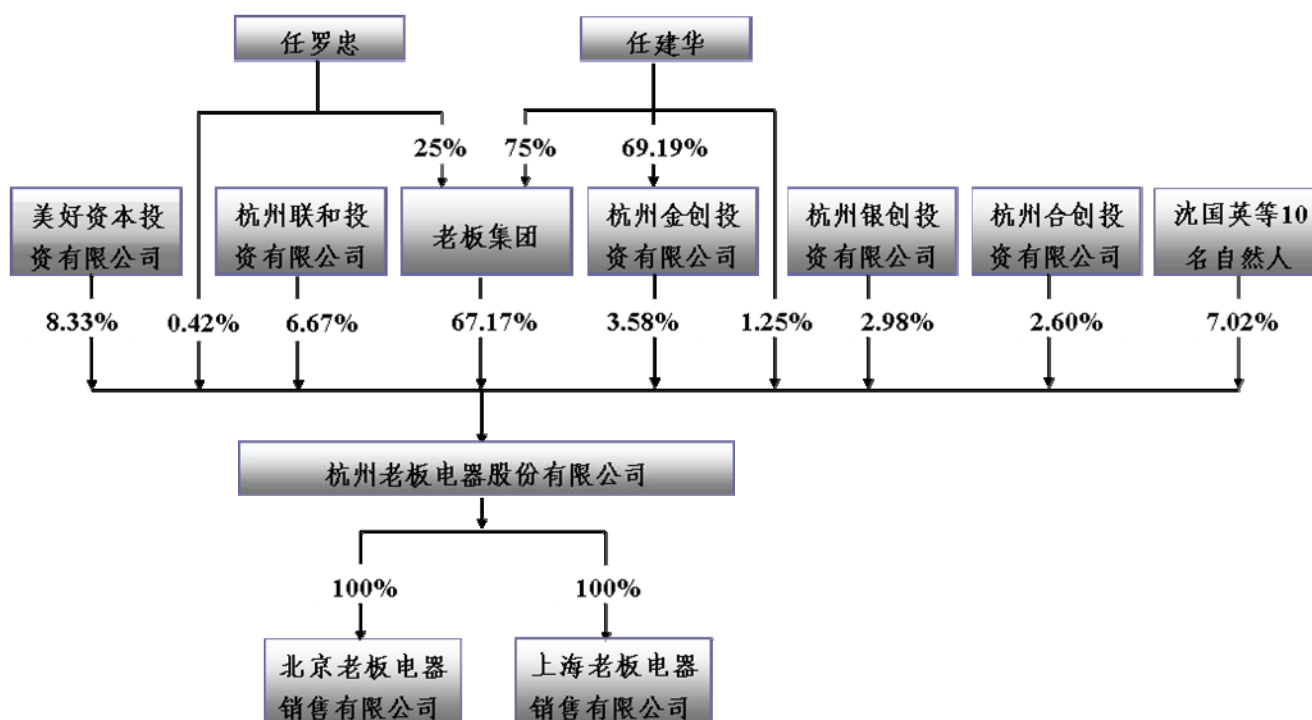 任罗忠
任建华
25%
75%
69.19%
美好资本投
资有限公司
杭州联和投
资有限公司
老板集团
杭州金创投
资有限公司
杭州银创投
资有限公司
杭州合创投
资有限公司
沈国英等10
名自然人
8.33%
0.42%
6.67%
67.17%
3.58%
1.25%
2.98%
2.60%
7.02%
杭州老板电器股份有限公司
100%
100%
北京老板电器
销售有限公司
上海老板电器
销售有限公司